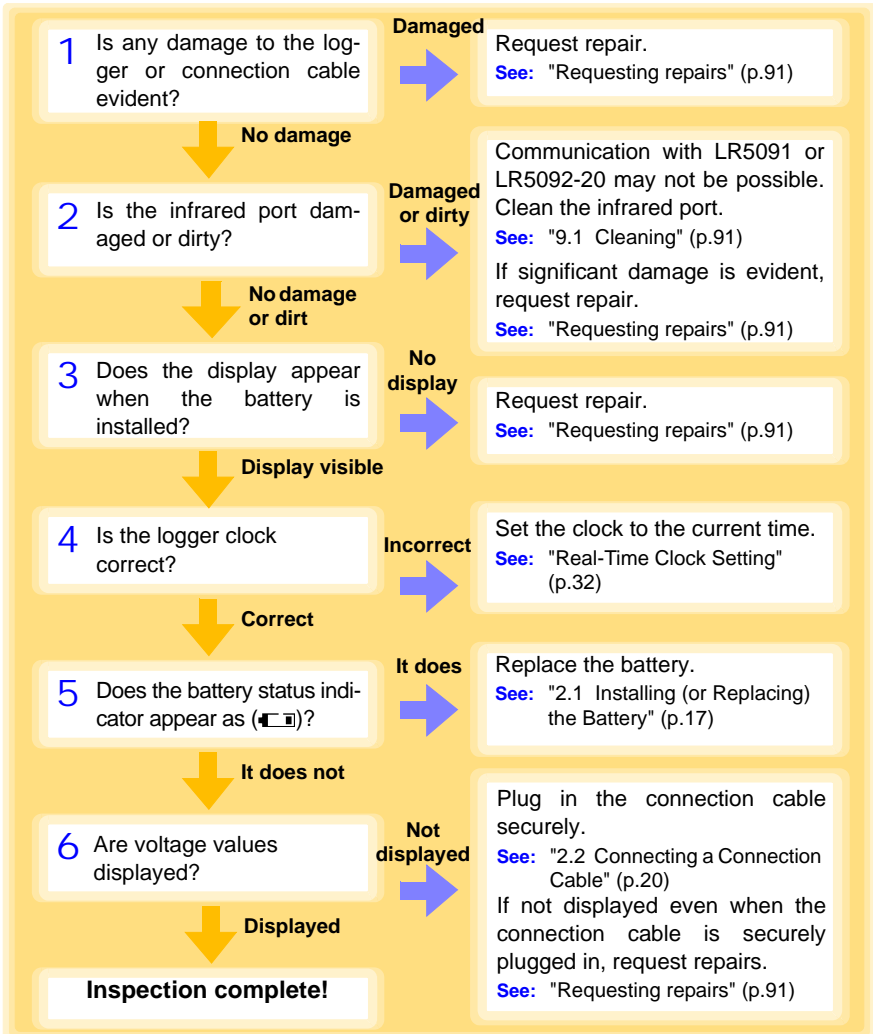 1 Is any damage to the log-
ger or connection cable
evident?
Damaged
Request repair.
See: "Requesting repairs" (p.91)
No damage
2 Is the infrared port dam-
aged or dirty?
Damaged
or dirty
Communication with LR5091 or
LR5092-20 may not be possible.
Clean the infrared port.
See: "9.1 Cleaning" (p.91)
If significant damage is evident,
request repair.
See: "Requesting repairs" (p.91)
No damage
or dirt
3 Does the display appear
when the battery is
installed?
No
display
Request repair.
See: "Requesting repairs" (p.91)
Display visible
4 Is the logger clock
correct?
Incorrect
Set the clock to the current time.
See: "Real-Time Clock Setting"
(p.32)
Correct
5 Does the battery status indi-
cator appear as ( )?
It does
Replace the battery.
See: "2.1 Installing (or Replacing)
the Battery" (p.17)
It does not
6 Are voltage values
displayed?
Not
displayed
Plug in the connection cable
securely.
See: "2.2 Connecting a Connection
Cable" (p.20)
If not displayed even when the
connection cable is securely
plugged in, request repairs.
See: "Requesting repairs" (p.91)
Displayed
Inspection complete!